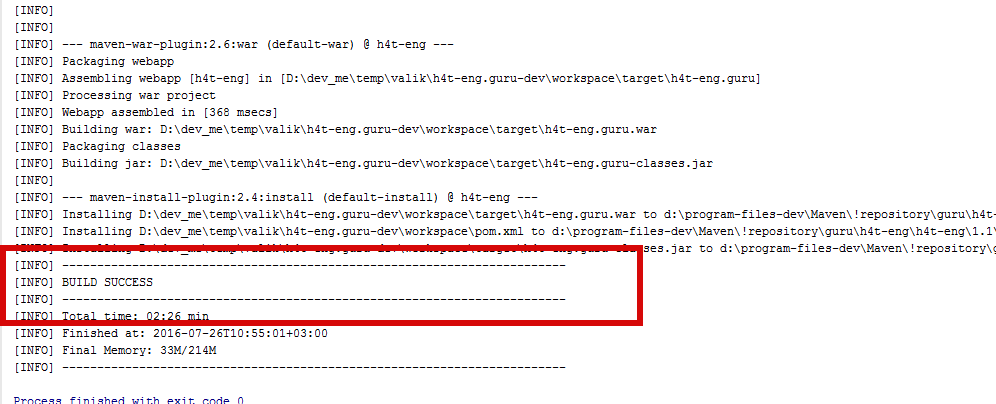 [INFO]
[INFO]
[INFO] --- maven-war-plugin:2.6:war (default-war) @ h4t-eng ---
[INFO] Packaging webapp
[INFO] Assembling webapp [h4t-eng] in [D:\dev_me\temp\valik\h4t-eng.guru-dev\workspace\target\h4t-eng.guru]
[INFO] Processing war project
[INFO] Webapp assembled in [368 msecs]
[INFO] Building war: D:\dev_me\temp\valik\h4t-eng.guru-dev\workspace\target\h4t-eng.guru.war
[INFO] Packaging classes
[INFO] Building jar: D:\dev_me\temp\valik\h4t-eng.guru-dev\workspace\target\h4t-eng.guru-classes.jar
[INFO]
[INFO] --- maven-install-plugin:2.4:install (default-install) @ h4t-eng ---
[INFO] Installing D:\dev_me\temp\valik\h4t-eng.guru-dev\workspace\target\h4t-eng.guru.war to d:\program-files-dev\Maven\!repository\guru\h4t-
[INFO] Installing D:\dev_me\temp\valik\h4t-eng.guru-dev\workspace\pom.xml to d:\program-files-dev\Maven\!repository\guru\h4t-eng\h4t-eng\1.1\
[INFO] to d:\program-files-dev\Maven\!repository\
[INFO] ------------------------------------------------------------------------
[INFO] BUILD SUCCESS
[INFO] ------------------------------------------------------------------------
[INFO] Total time: 02:26 min
[INFO] Finished at: 2016-07-26T10:55:01+03:00
[INFO] Final Memory: 33M/214M
[INFO] ------------------------------------------------------------------------
Process finished with exit code 0